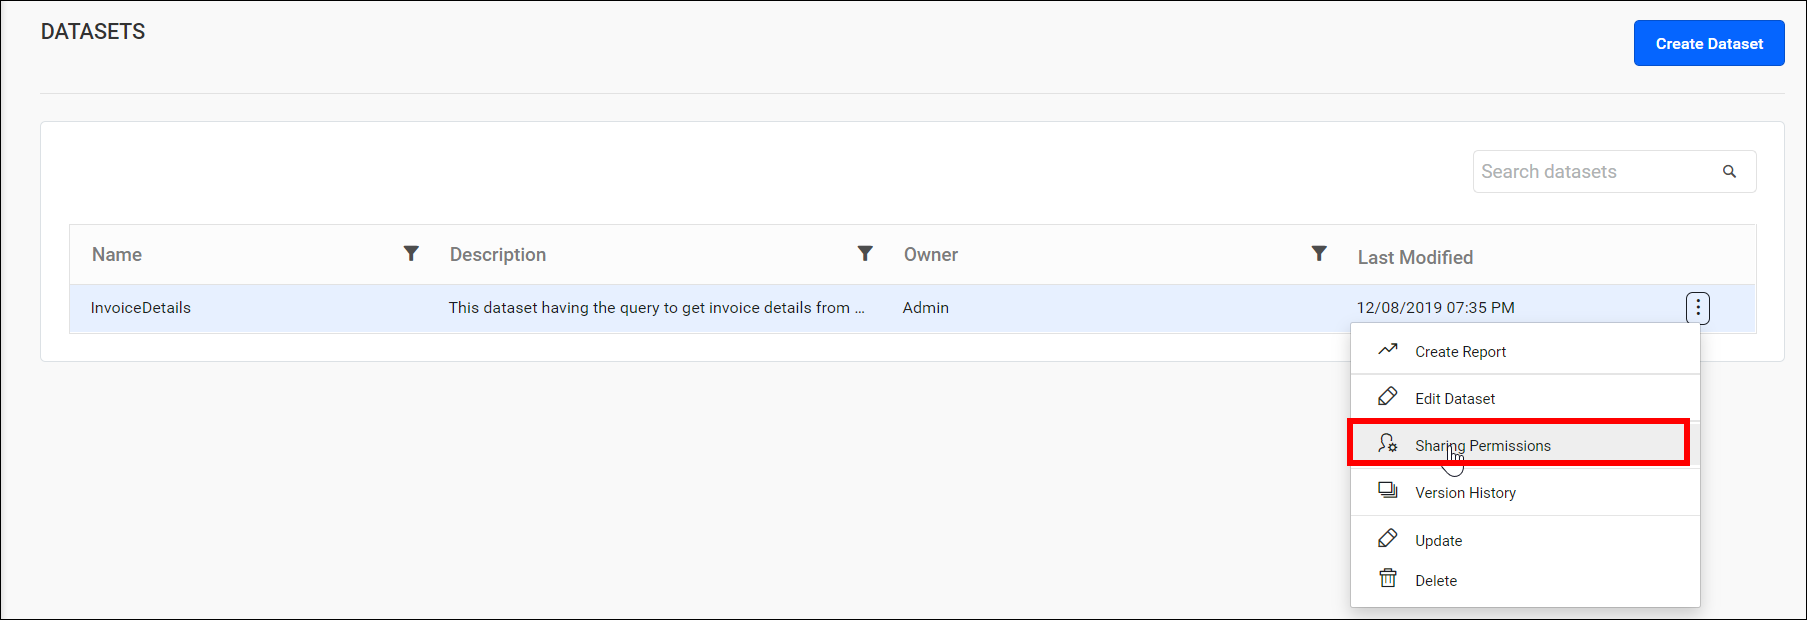 DATASETS
Create Dataset
Search datasets
Name Description Owner Last Modified
InvoiceDetails This dataset having the query to get invoice details from ... Admin 12/08/2019 07:35 PM
Create Report
Edit Dataset
Sharing Permissions
Version History
Update
Delete